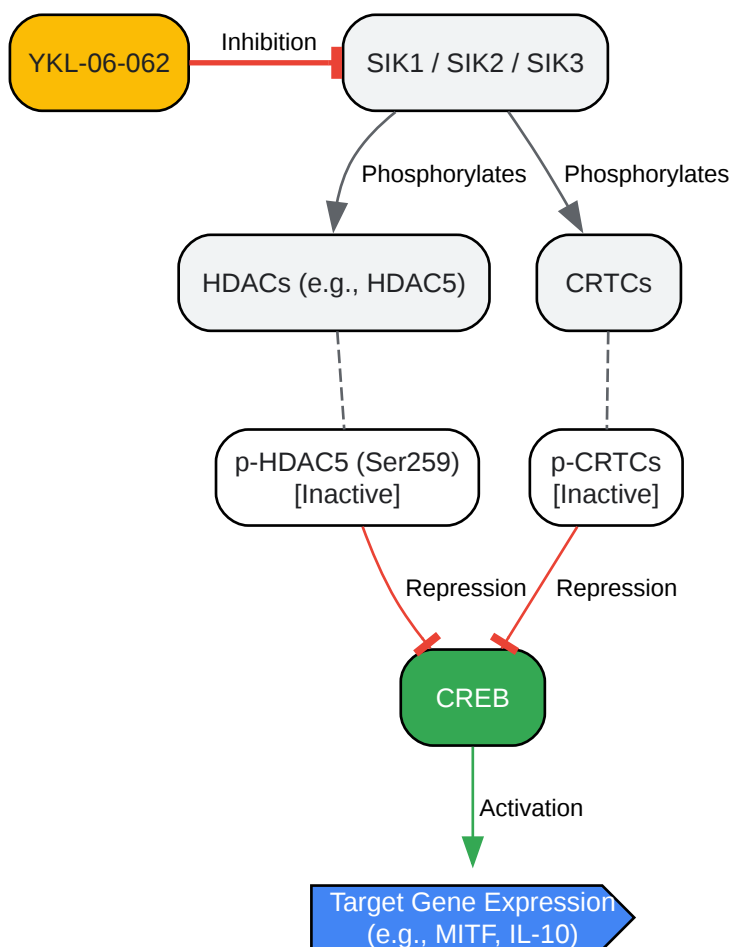 Inhibition
YKL-06-062
SIK1 / SIK2 / SIK3
Phosphorylates
Phosphorylates
HDACs (e.g., HDAC5)
CRTCs
p-HDAC5 (Ser259)
[Inactive]
p-CRTCs
[Inactive]
Repression
Repression
CREB
Activation
Target Gene Expression
(e.g., MITF, IL-10)